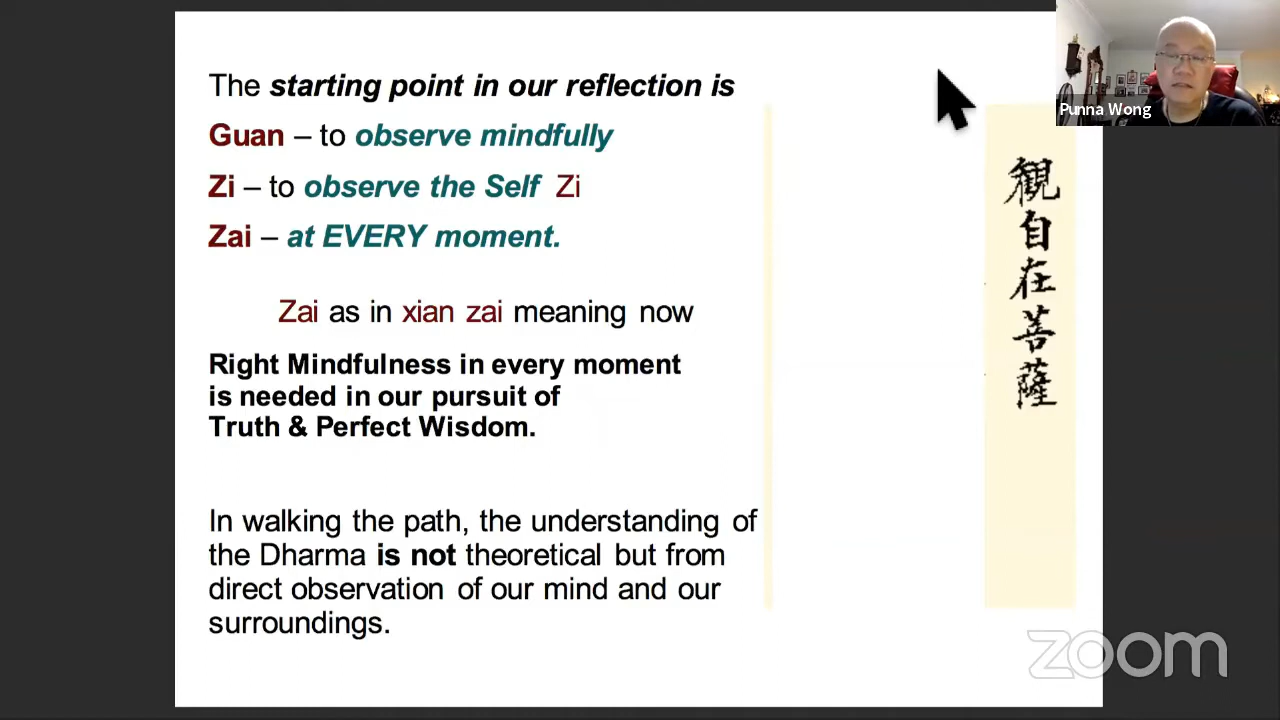 The starting point in our reflection is
Guan – to observe mindfully
Zi – to observe the Self Zi
Zai – at EVERY moment.
Zai as in xian zai meaning now
Right Mindfulness in every moment
is needed in our pursuit of
Truth & Perfect Wisdom.
In walking the path, the understanding of
the Dharma is not theoretical but from
direct observation of our mind and our
surroundings.
觀自在菩薩
Punna Wong
zoom